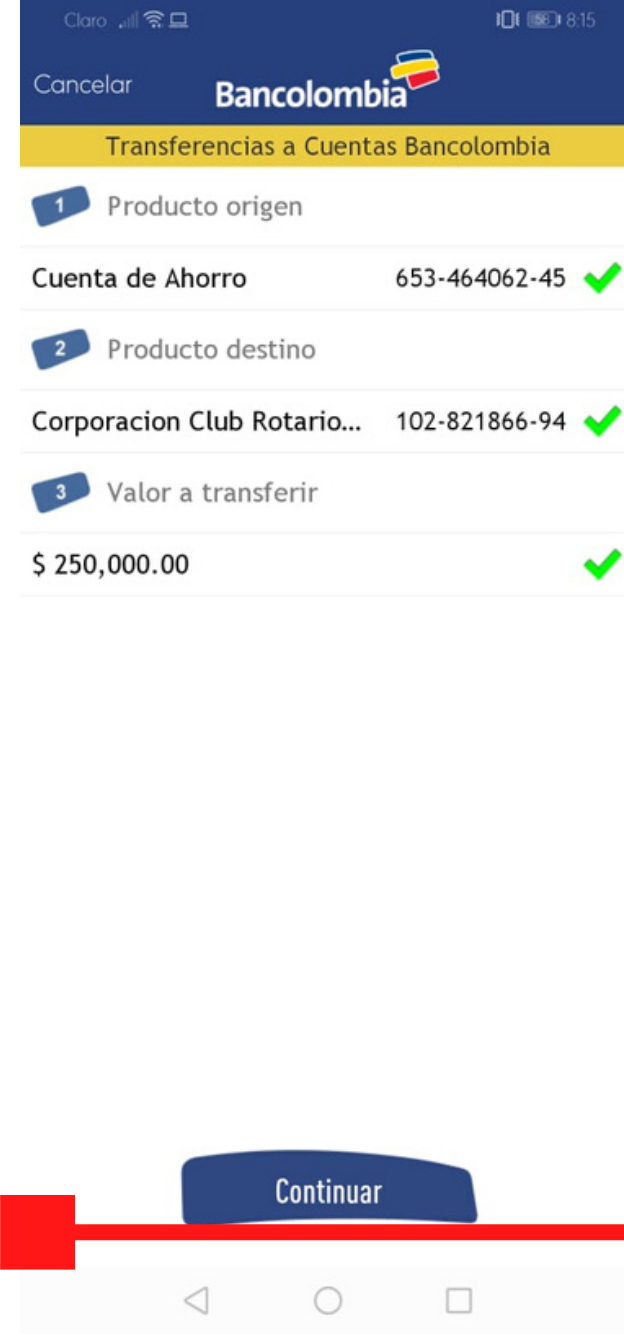 Claro 58 8:15
Cancelar Bancolombia
Transferencias a Cuentas Bancolombia
1 Producto origen
Cuenta de Ahorro 653-464062-45
2 Producto destino
Corporacion Club Rotario... 102-821866-94
3 Valor a transferir
$ 250,000.00
Continuar